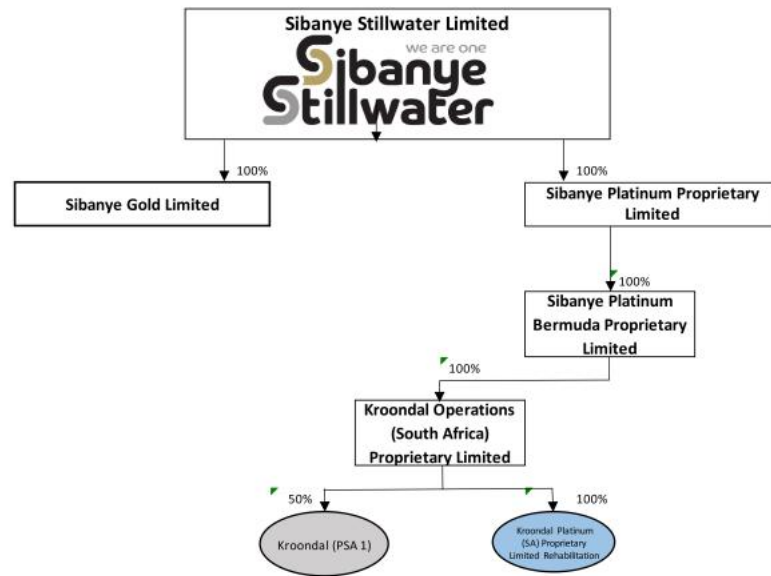 Sibanye Stillwater Limited
we are one
Sibanye
Stillwater
100%
100%
Sibanye Gold Limited
Sibanye Platinum Proprietary
Limited
100%
Sibanye Platinum
Bermuda Proprietary
Limited
100%
Kroondal Operations
(South Africa)
Proprietary Limited
50%
100%
Kroondal (PSA 1)
Kroondal Platinum
(SA) Proprietary
Limited Rehabilitation